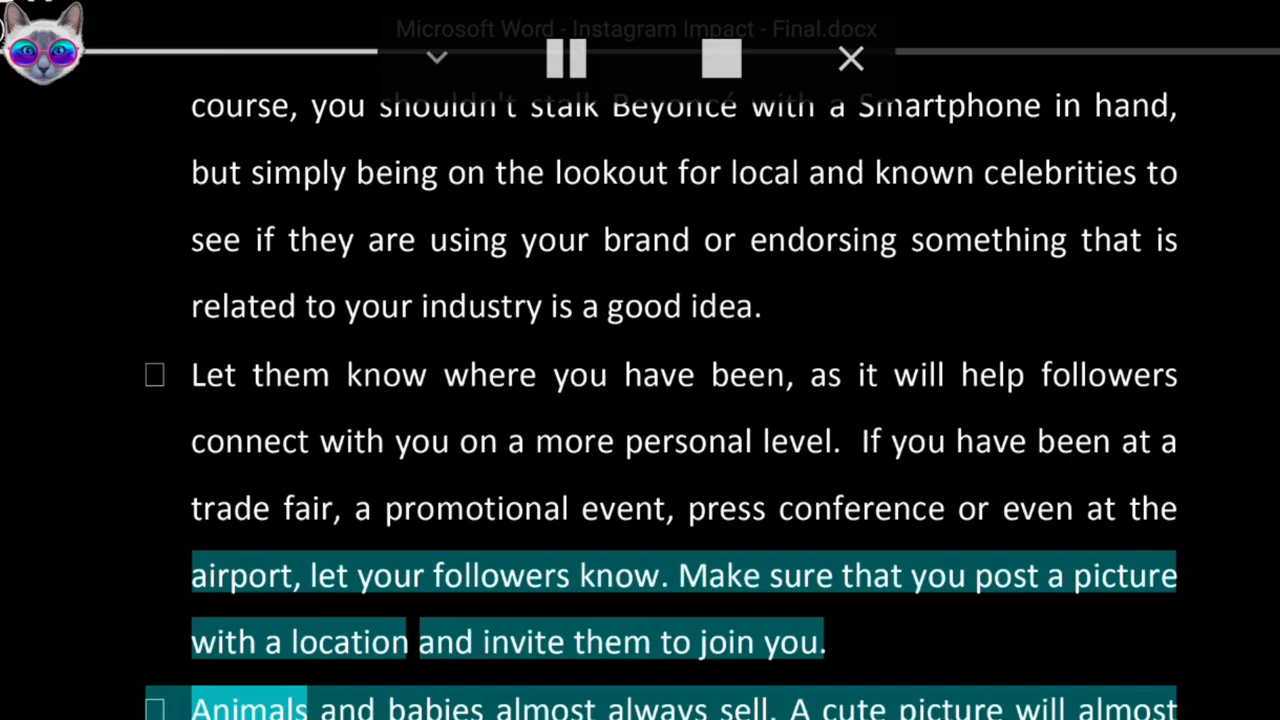 Microsoft Word - Instagram Impact - Final.docx
course, you shouldn't stalk Beyoncé with a Smartphone in hand,
but simply being on the lookout for local and known celebrities to
see if they are using your brand or endorsing something that is
related to your industry is a good idea.
Let them know where you have been, as it will help followers
connect with you on a more personal level. If you have been at a
trade fair, a promotional event, press conference or even at the
airport, let your followers know. Make sure that you post a picture
with a location and invite them to join you.
Animals and babies almost always sell. A cute picture will almost